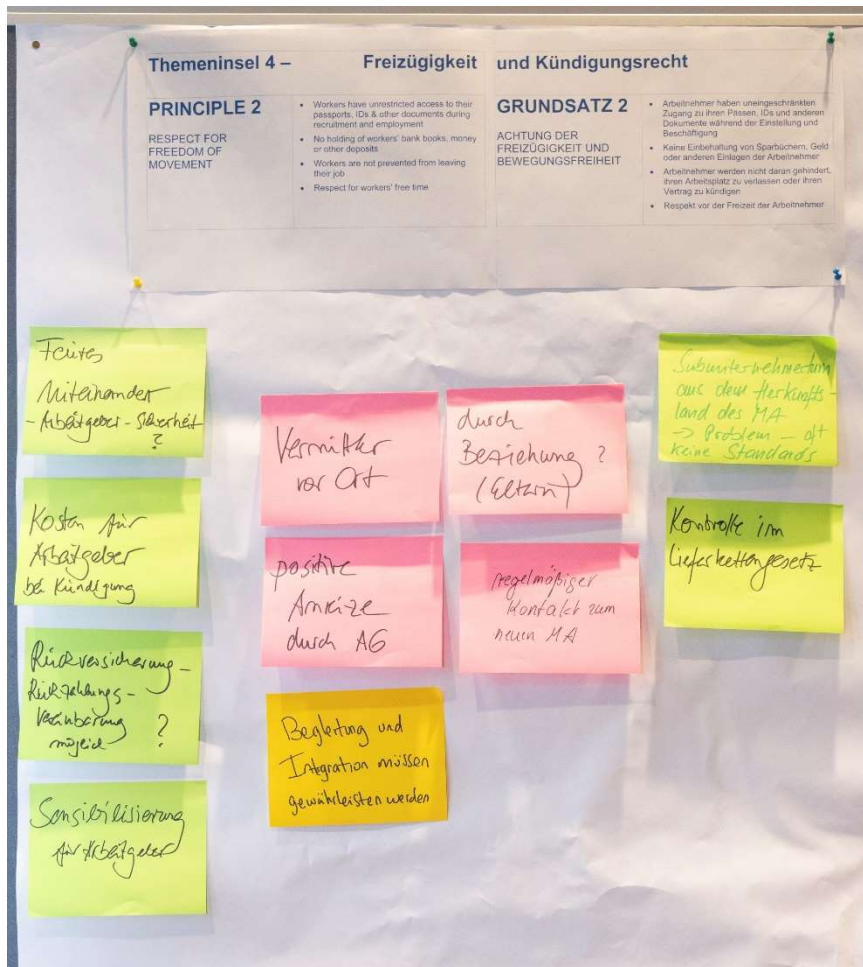 Themeninsel 4 – Freizügigkeit und Kündigungsrecht
PRINCIPLE 2
RESPECT FOR
FREEDOM OF
MOVEMENT
• Workers have unrestricted access to their
passports, IDs & other documents during
recruitment and employment
• No holding of workers' bank books, money
or other deposits
• Workers are not prevented from leaving
their job
• Respect for workers' free time
GRUNDSATZ 2
ACHTUNG DER
FREIZÜGIGKEIT UND
BEWEGUNGSFREIHEIT
• Arbeitnehmer haben uneingeschränkten
Zugang zu ihren Pässen, IDs und anderen
Dokumente während der Einstellung und
Beschäftigung
• Keine Einbehaltung von Sparbüchern, Geld
oder anderen Einlagen der Arbeitnehmer
• Arbeitnehmer werden nicht daran gehindert,
ihren Arbeitsplatz zu verlassen oder ihren
Vertrag zu kündigen
• Respekt vor der Freizeit der Arbeitnehmer
Miteinander
- Arbeitgeber - Sicherheit
?
Kosten für
Arbeitgeber
bei Kündigung
Rückversicherung -
Rückzahlungs-
vereinbarung
möglich ?
Sensibilisierung
für Arbeitgeber
Vermittler
vor Ort
durch
Beziehung ?
(Eltern)
positive
Anreize
durch AG
regelmäßiger
Kontakt zum
neuen MA
Begleitung und
Integration müssen
gewährleisten werden
Subunternehmertum
aus dem Herkunfts-
land des MA
-> Problem - oft
keine Standards
Kontrolle im
Lieferkettengesetz